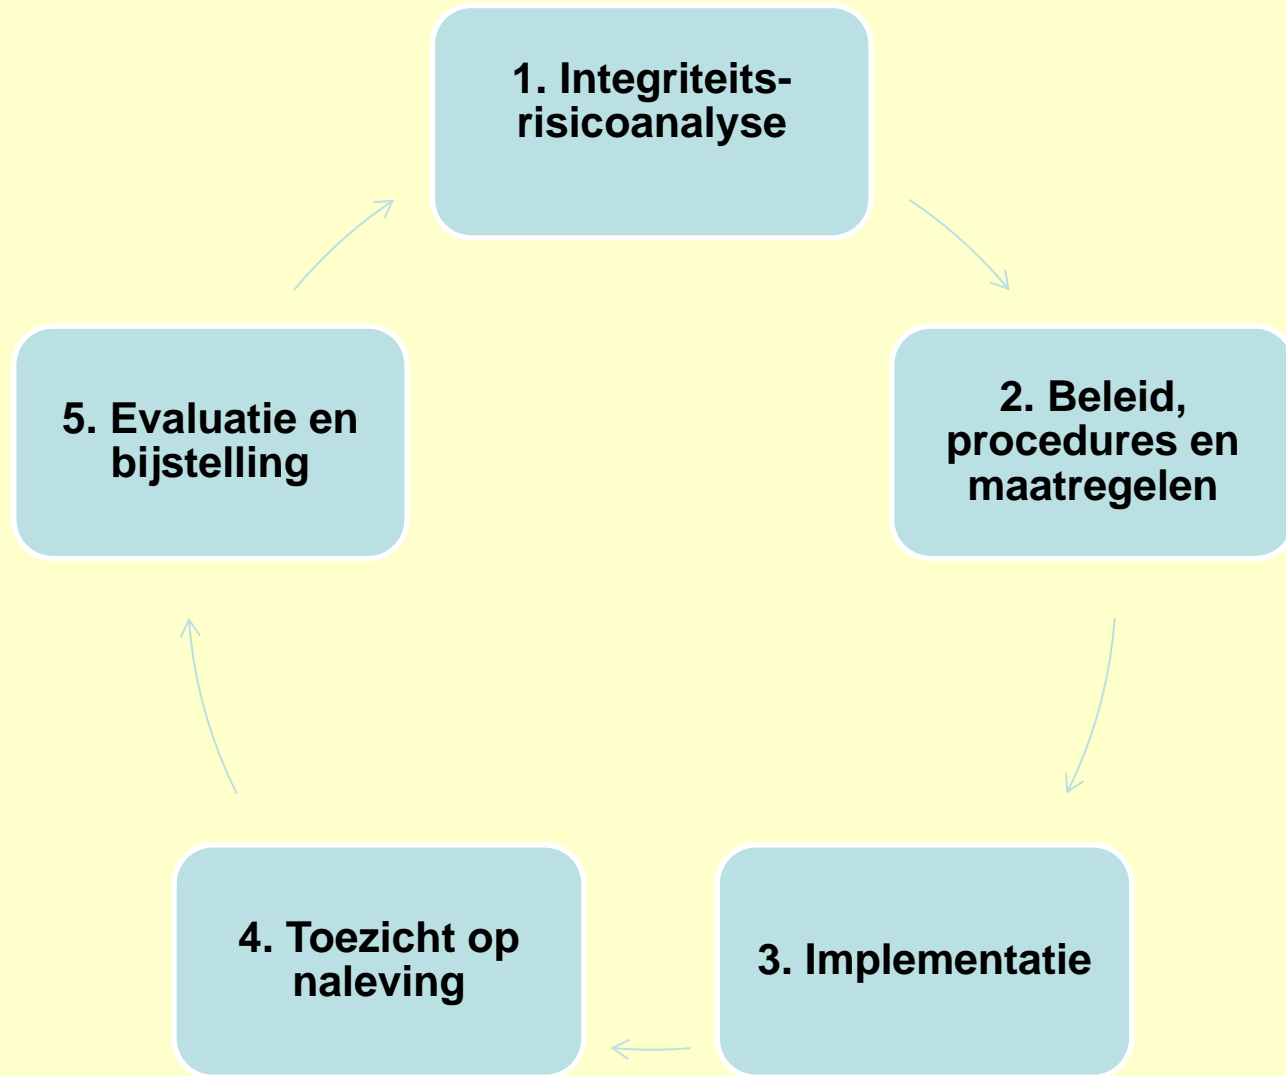 1. Integriteits-
risicoanalyse
2. Beleid,
procedures en
maatregelen
3. Implementatie
4. Toezicht op
naleving
5. Evaluatie en
bijstelling